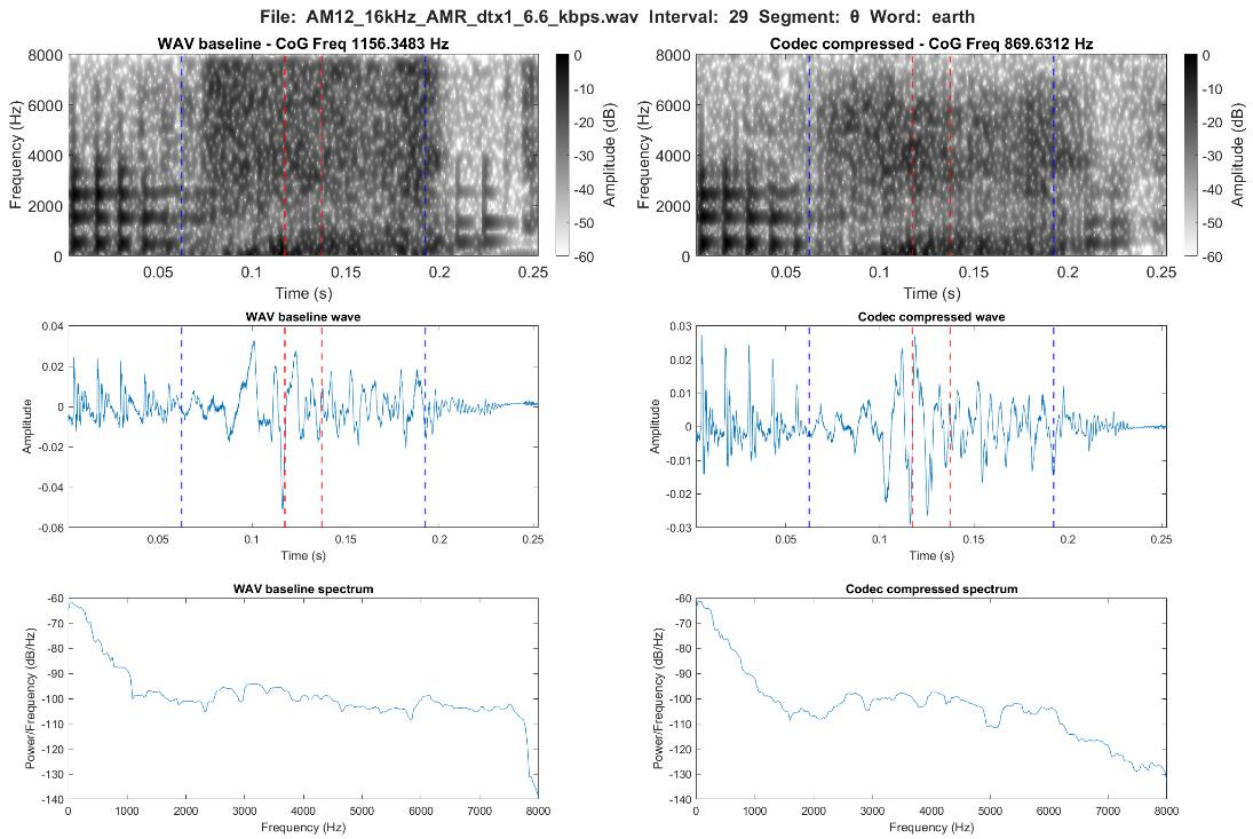 File: AM12_16kHz_AMR_dtx1_6.6_kbps.wav Interval: 29 Segment: θ Word: earth
WAV baseline - CoG Freq 1156.3483 Hz
8000
6000
4000
2000
0
Frequency (Hz)
0.05 0.1 0.15 0.2 0.25
Time (s)
0
-10
-20
-30
-40
-50
-60
Amplitude (dB)
Codec compressed - CoG Freq 869.6312 Hz
8000
6000
4000
2000
0
Frequency (Hz)
0.05 0.1 0.15 0.2 0.25
Time (s)
0
-10
-20
-30
-40
-50
-60
Amplitude (dB)
WAV baseline wave
0.04
0.02
0
-0.02
-0.04
-0.06
Amplitude
0.05 0.1 0.15 0.2 0.25
Time (s)
Codec compressed wave
0.03
0.02
0.01
0
-0.01
-0.02
-0.03
Amplitude
0.05 0.1 0.15 0.2 0.25
Time (s)
WAV baseline spectrum
-60
-70
-80
-90
-100
-110
-120
-130
-140
Power/Frequency (dB/Hz)
0 1000 2000 3000 4000 5000 6000 7000 8000
Frequency (Hz)
Codec compressed spectrum
-60
-70
-80
-90
-100
-110
-120
-130
-140
Power/Frequency (dB/Hz)
0 1000 2000 3000 4000 5000 6000 7000 8000
Frequency (Hz)